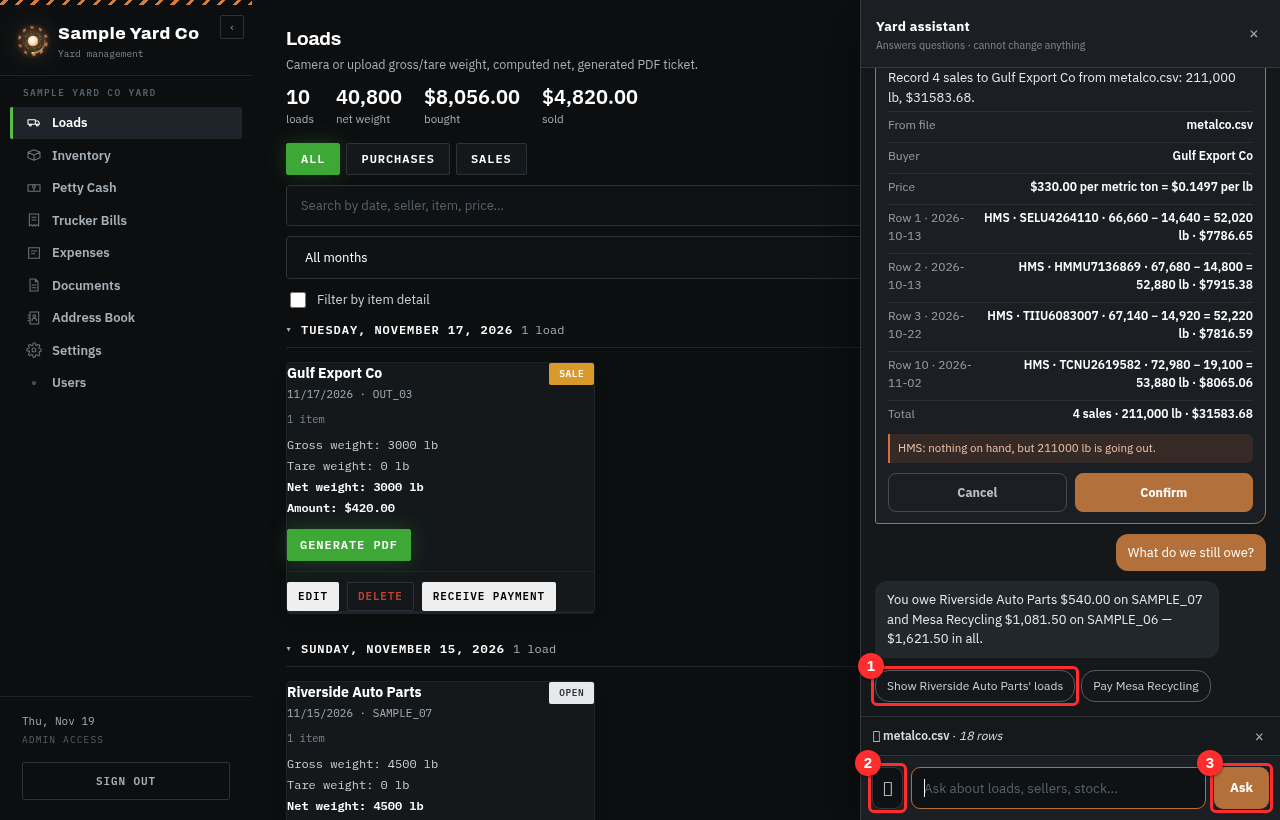 Sample Yard Co
Yard management
‹
SAMPLE YARD CO YARD
Loads
Inventory
Petty Cash
Trucker Bills
Expenses
Documents
Address Book
Settings
Users
Thu, Nov 19
ADMIN ACCESS
SIGN OUT
Loads
Camera or upload gross/tare weight, computed net, generated PDF ticket.
10 40,800 $8,056.00 $4,820.00
loads net weight bought sold
ALL PURCHASES SALES
Search by date, seller, item, price...
All months
Filter by item detail
▾ TUESDAY, NOVEMBER 17, 2026 1 load
Gulf Export Co SALE
11/17/2026 · OUT_03
1 item
Gross weight: 3000 lb
Tare weight: 0 lb
Net weight: 3000 lb
Amount: $420.00
GENERATE PDF
EDIT DELETE RECEIVE PAYMENT
▾ SUNDAY, NOVEMBER 15, 2026 1 load
Riverside Auto Parts OPEN
11/15/2026 · SAMPLE_07
1 item
Gross weight: 4500 lb
Tare weight: 0 lb
Net weight: 4500 lb
Yard assistant
Answers questions · cannot change anything
×
Record 4 sales to Gulf Export Co from metalco.csv: 211,000
lb, $31583.68.
From file metalco.csv
Buyer Gulf Export Co
Price $330.00 per metric ton = $0.1497 per lb
Row 1 · 2026- HMS · SELU4264110 · 66,660 − 14,640 = 52,020
10-13 lb · $7786.65
Row 2 · 2026- HMS · HMMU7136869 · 67,680 − 14,800 =
10-13 52,880 lb · $7915.38
Row 3 · 2026- HMS · TIIU6083007 · 67,140 − 14,920 = 52,220
10-22 lb · $7816.59
Row 10 · 2026- HMS · TCNU2619582 · 72,980 − 19,100 =
11-02 53,880 lb · $8065.06
Total 4 sales · 211,000 lb · $31583.68
HMS: nothing on hand, but 211000 lb is going out.
Cancel Confirm
What do we still owe?
You owe Riverside Auto Parts $540.00 on SAMPLE_07
and Mesa Recycling $1,081.50 on SAMPLE_06 —
$1,621.50 in all.
1
Show Riverside Auto Parts' loads Pay Mesa Recycling
metalco.csv · 18 rows ×
2 3
Ask about loads, sellers, stock... Ask